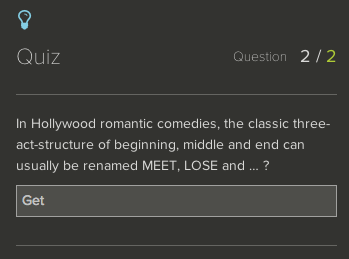 Quiz
Question 2 / 2
In Hollywood romantic comedies, the classic three-
act-structure of beginning, middle and end can
usually be renamed MEET, LOSE and ... ?
Get